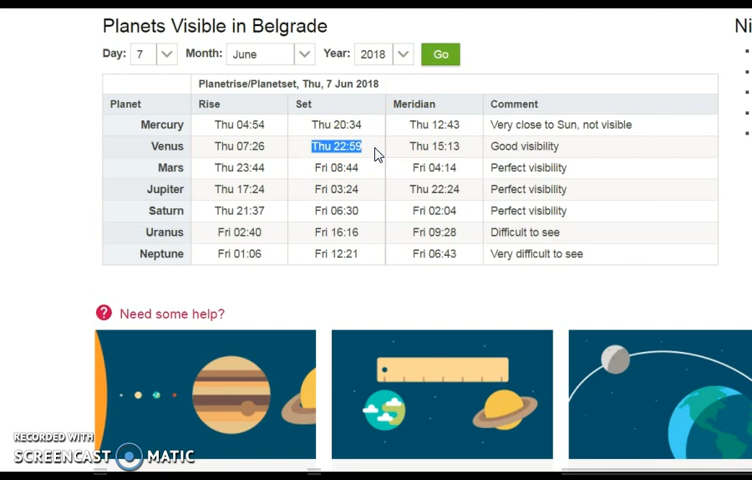 Planets Visible in Belgrade
Ni
Day: 7 Month: June Year: 2018 Go
Planetrise/Planetset, Thu, 7 Jun 2018
Planet Rise Set Meridian Comment
Mercury Thu 04:54 Thu 20:34 Thu 12:43 Very close to Sun, not visible
Venus Thu 07:26 Thu 22:59 Thu 15:13 Good visibility
Mars Thu 23:44 Fri 08:44 Fri 04:14 Perfect visibility
Jupiter Thu 17:24 Fri 03:24 Thu 22:24 Perfect visibility
Saturn Thu 21:37 Fri 06:30 Fri 02:04 Perfect visibility
Uranus Fri 02:40 Fri 16:16 Fri 09:28 Difficult to see
Neptune Fri 01:06 Fri 12:21 Fri 06:43 Very difficult to see
? Need some help?
RECORDED WITH
SCREENCAST MATIC